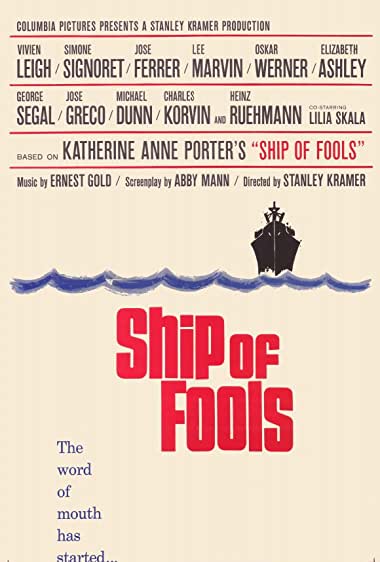 COLUMBIA PICTURES PRESENTS A STANLEY KRAMER PRODUCTION
VIVIEN LEIGH / SIMONE SIGNORET / JOSE FERRER / LEE MARVIN / OSKAR WERNER / ELIZABETH ASHLEY
GEORGE SEGAL / JOSE GRECO / MICHAEL DUNN / CHARLES KORVIN AND HEINZ RUEHMANN CO-STARRING LILIA SKALA
BASED ON KATHERINE ANNE PORTER'S "SHIP OF FOOLS"
Music by ERNEST GOLD / Screenplay by ABBY MANN / Directed by STANLEY KRAMER
Ship of
Fools
The
word
of
mouth
has
started...